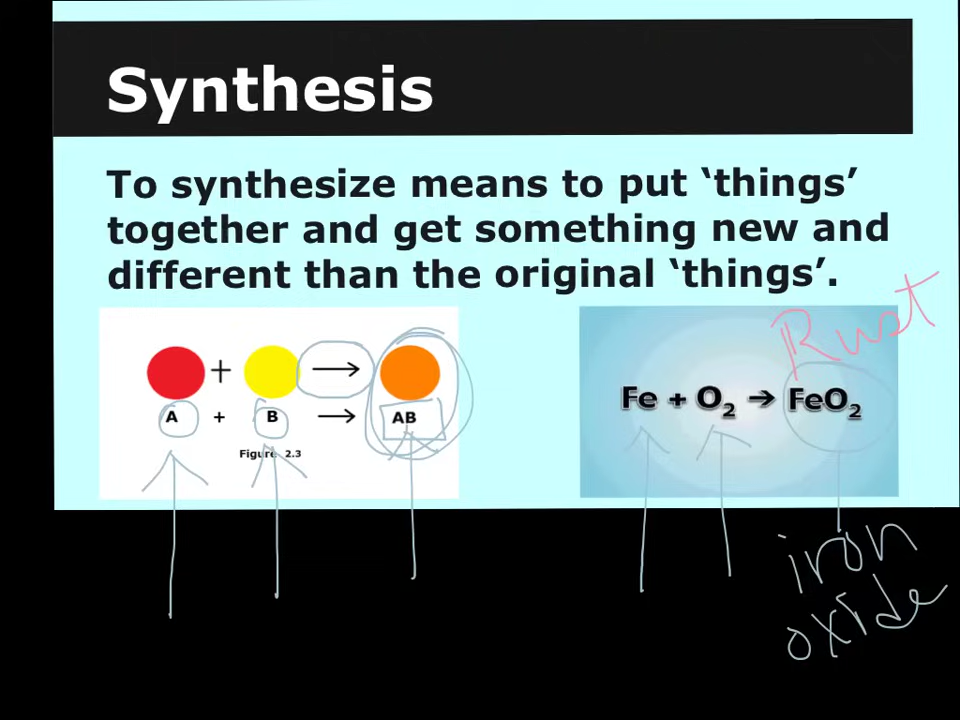 Synthesis
To synthesize means to put ‘things’
together and get something new and
different than the original ‘things’.
Rust
+ →
A + B → AB
Figure 2.3
Fe + O₂ → FeO₂
iron
oxide